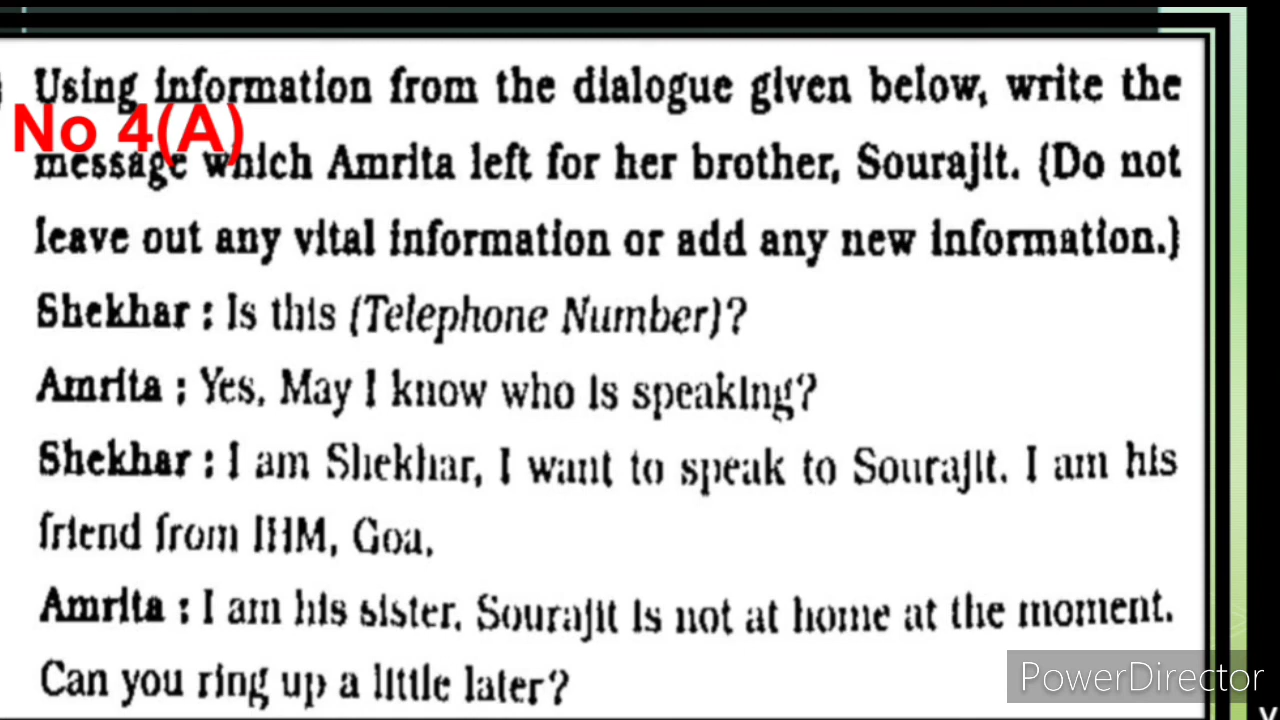 Using information from the dialogue given below, write the
No 4(A)
message which Amrita left for her brother, Sourajit. (Do not
leave out any vital information or add any new information.)
Shekhar : Is this (Telephone Number)?
Amrita : Yes. May I know who is speaking?
Shekhar : I am Shekhar, I want to speak to Sourajit. I am his
friend from IHM, Goa.
Amrita : I am his sister. Sourajit is not at home at the moment.
Can you ring up a little later?
PowerDirector